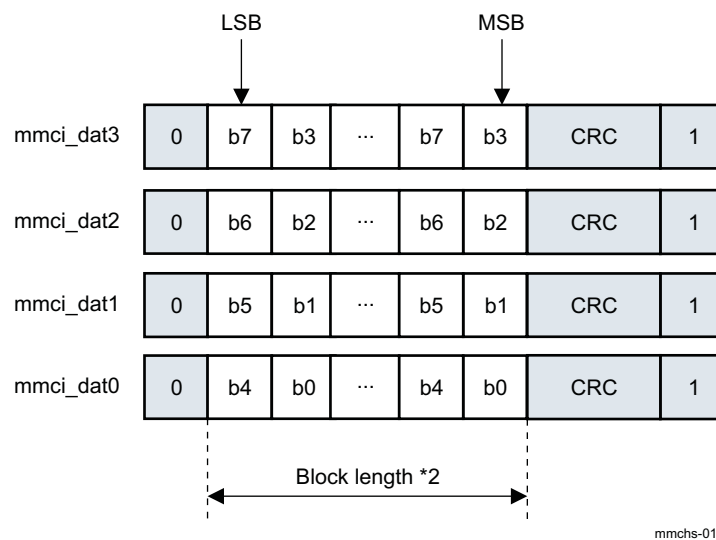 LSB MSB
mmci_dat3 0 b7 b3 ... b7 b3 CRC 1
mmci_dat2 0 b6 b2 ... b6 b2 CRC 1
mmci_dat1 0 b5 b1 ... b5 b1 CRC 1
mmci_dat0 0 b4 b0 ... b4 b0 CRC 1
Block length *2
mmchs-01